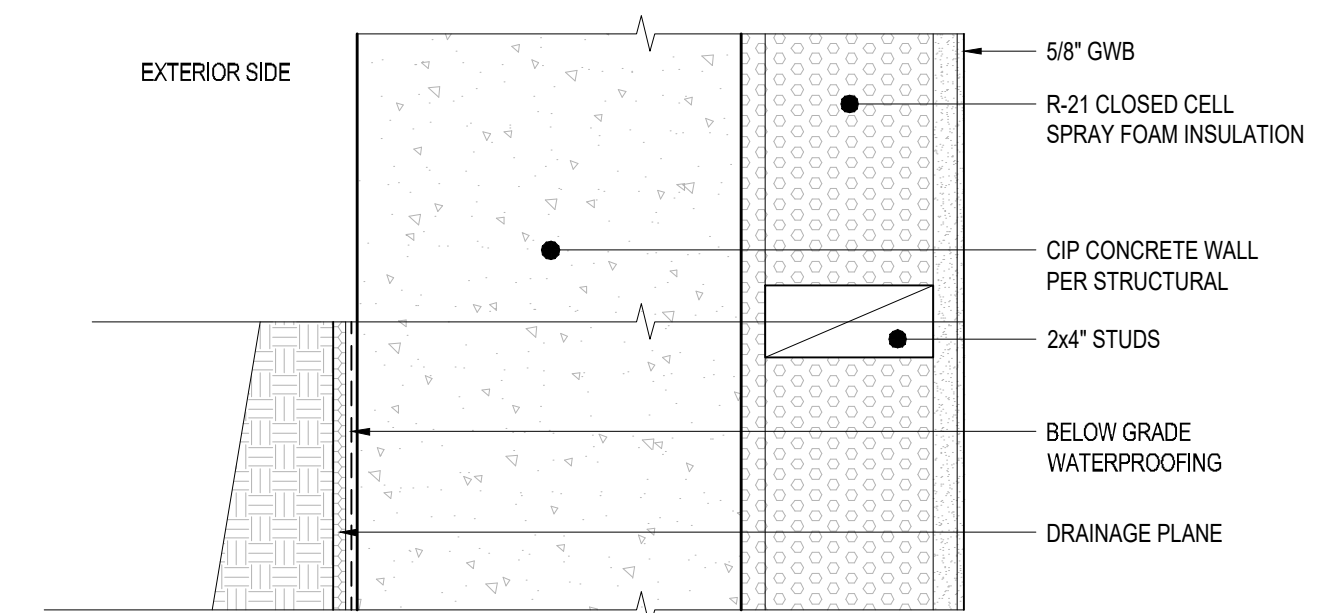 EXTERIOR SIDE
5/8" GWB
R-21 CLOSED CELL
SPRAY FOAM INSULATION
CIP CONCRETE WALL
PER STRUCTURAL
2x4" STUDS
BELOW GRADE
WATERPROOFING
DRAINAGE PLANE